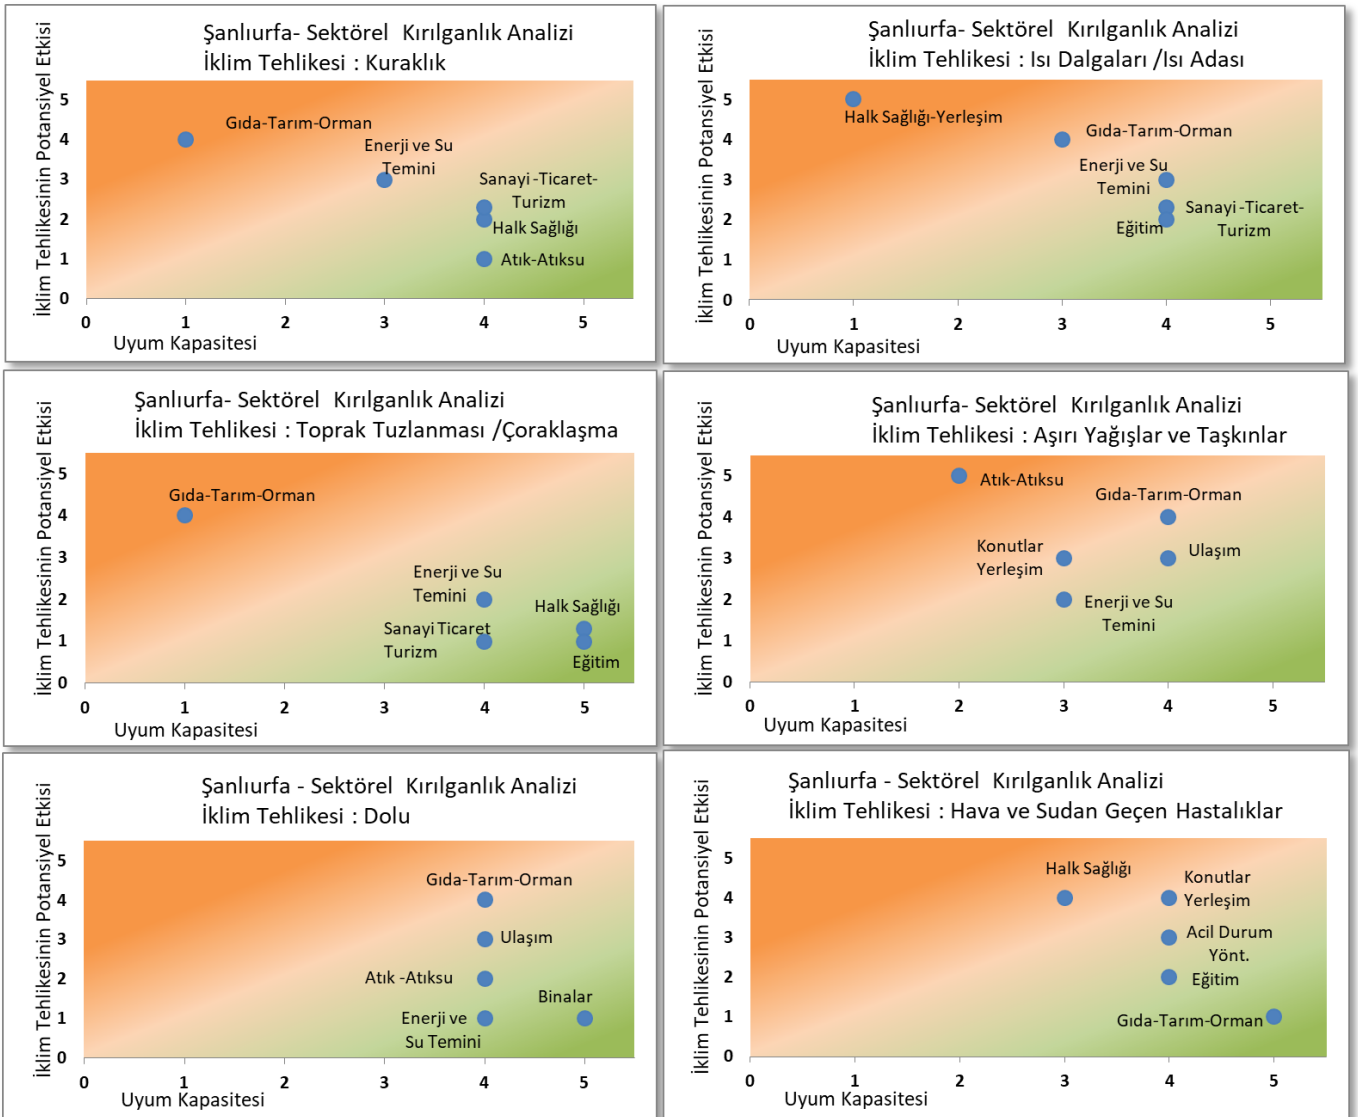 Şanlıurfa- Sektörel Kırılganlık Analizi
İklim Tehlikesi : Kuraklık
İklim Tehlikesinin Potansiyel Etkisi
5
4
3
2
1
0
Gıda-Tarım-Orman
Enerji ve Su
Temini
Sanayi -Ticaret-
Turizm
Halk Sağlığı
Atık-Atıksu
0 1 2 3 4 5
Uyum Kapasitesi
Şanlıurfa- Sektörel Kırılganlık Analizi
İklim Tehlikesi : Isı Dalgaları /Isı Adası
İklim Tehlikesinin Potansiyel Etkisi
5
4
3
2
1
0
Halk Sağlığı-Yerleşim
Gıda-Tarım-Orman
Enerji ve Su
Temini
Sanayi -Ticaret-
Turizm
Eğitim
0 1 2 3 4 5
Uyum Kapasitesi
Şanlıurfa- Sektörel Kırılganlık Analizi
İklim Tehlikesi : Toprak Tuzlanması /Çoraklaşma
İklim Tehlikesinin Potansiyel Etkisi
5
4
3
2
1
0
Gıda-Tarım-Orman
Enerji ve Su
Temini
Halk Sağlığı
Sanayi Ticaret
Turizm
Eğitim
0 1 2 3 4 5
Uyum Kapasitesi
Şanlıurfa- Sektörel Kırılganlık Analizi
İklim Tehlikesi : Aşırı Yağışlar ve Taşkınlar
İklim Tehlikesinin Potansiyel Etkisi
5
4
3
2
1
0
Atık-Atıksu
Gıda-Tarım-Orman
Konutlar
Yerleşim
Ulaşım
Enerji ve Su
Temini
0 1 2 3 4 5
Uyum Kapasitesi
Şanlıurfa - Sektörel Kırılganlık Analizi
İklim Tehlikesi : Dolu
İklim Tehlikesinin Potansiyel Etkisi
5
4
3
2
1
0
Gıda-Tarım-Orman
Ulaşım
Atık -Atıksu
Binalar
Enerji ve
Su Temini
0 1 2 3 4 5
Uyum Kapasitesi
Şanlıurfa - Sektörel Kırılganlık Analizi
İklim Tehlikesi : Hava ve Sudan Geçen Hastalıklar
İklim Tehlikesinin Potansiyel Etkisi
5
4
3
2
1
0
Halk Sağlığı
Konutlar
Yerleşim
Acil Durum
Yönt.
Eğitim
Gıda-Tarım-Orman
0 1 2 3 4 5
Uyum Kapasitesi